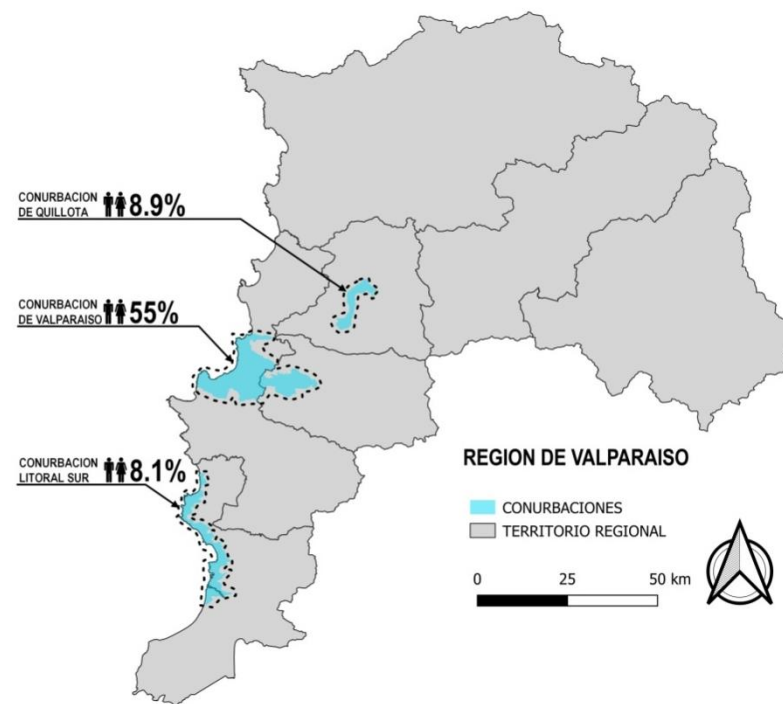 CONURBACION
DE QUILLOTA
8.9%
CONURBACION
DE VALPARAISO
55%
CONURBACION
LITORAL SUR
8.1%
REGION DE VALPARAISO
CONURBACIONES
TERRITORIO REGIONAL
0 25 50 km